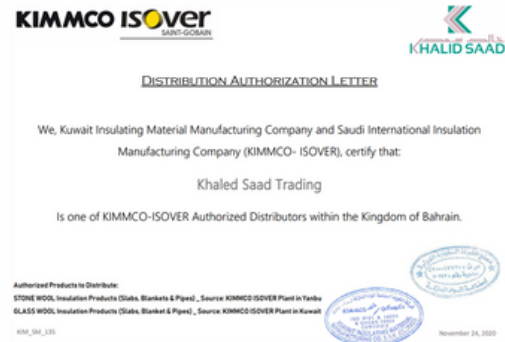 KIMMCO ISOVER
SAINT-GOBAIN
KHALID SAAD
DISTRIBUTION AUTHORIZATION LETTER
We, Kuwait Insulating Material Manufacturing Company and Saudi International Insulation
Manufacturing Company (KIMMCO- ISOVER), certify that:
Khaled Saad Trading
Is one of KIMMCO-ISOVER Authorized Distributors within the Kingdom of Bahrain.
Authorized Products to Distribute:
STONE WOOL Insulation Products (Slabs, Blankets & Pipes) _ Source: KIMMCO ISOVER Plant in Yanbu
GLASS WOOL Insulation Products (Slabs, Blanket & Pipes) _ Source: KIMMCO ISOVER Plant in Kuwait
KIM_SM_135
November 24, 2020